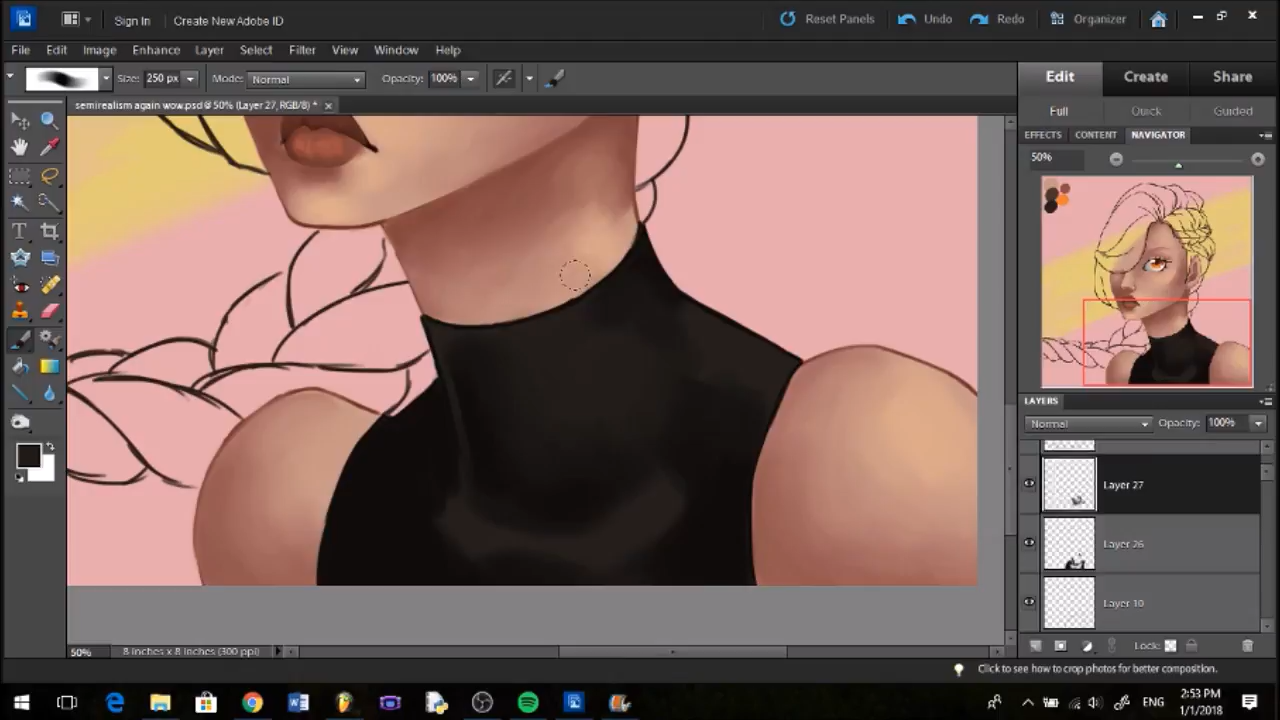 Sign In Create New Adobe ID Reset Panels Undo Redo Organizer
File Edit Image Enhance Layer Select Filter View Window Help
Size: 250 px Mode: Normal Opacity: 100%
Edit Create Share
semirealism again wow.psd @ 50% (Layer 27, RGB/8) *
Full Quick Guided
EFFECTS CONTENT NAVIGATOR
50%
LAYERS
Normal Opacity: 100%
Layer 27
Layer 26
Layer 10
Lock:
50% 8 inches x 8 inches (300 ppi)
Click to see how to crop photos for better composition.
ENG
2:53 PM
1/1/2018